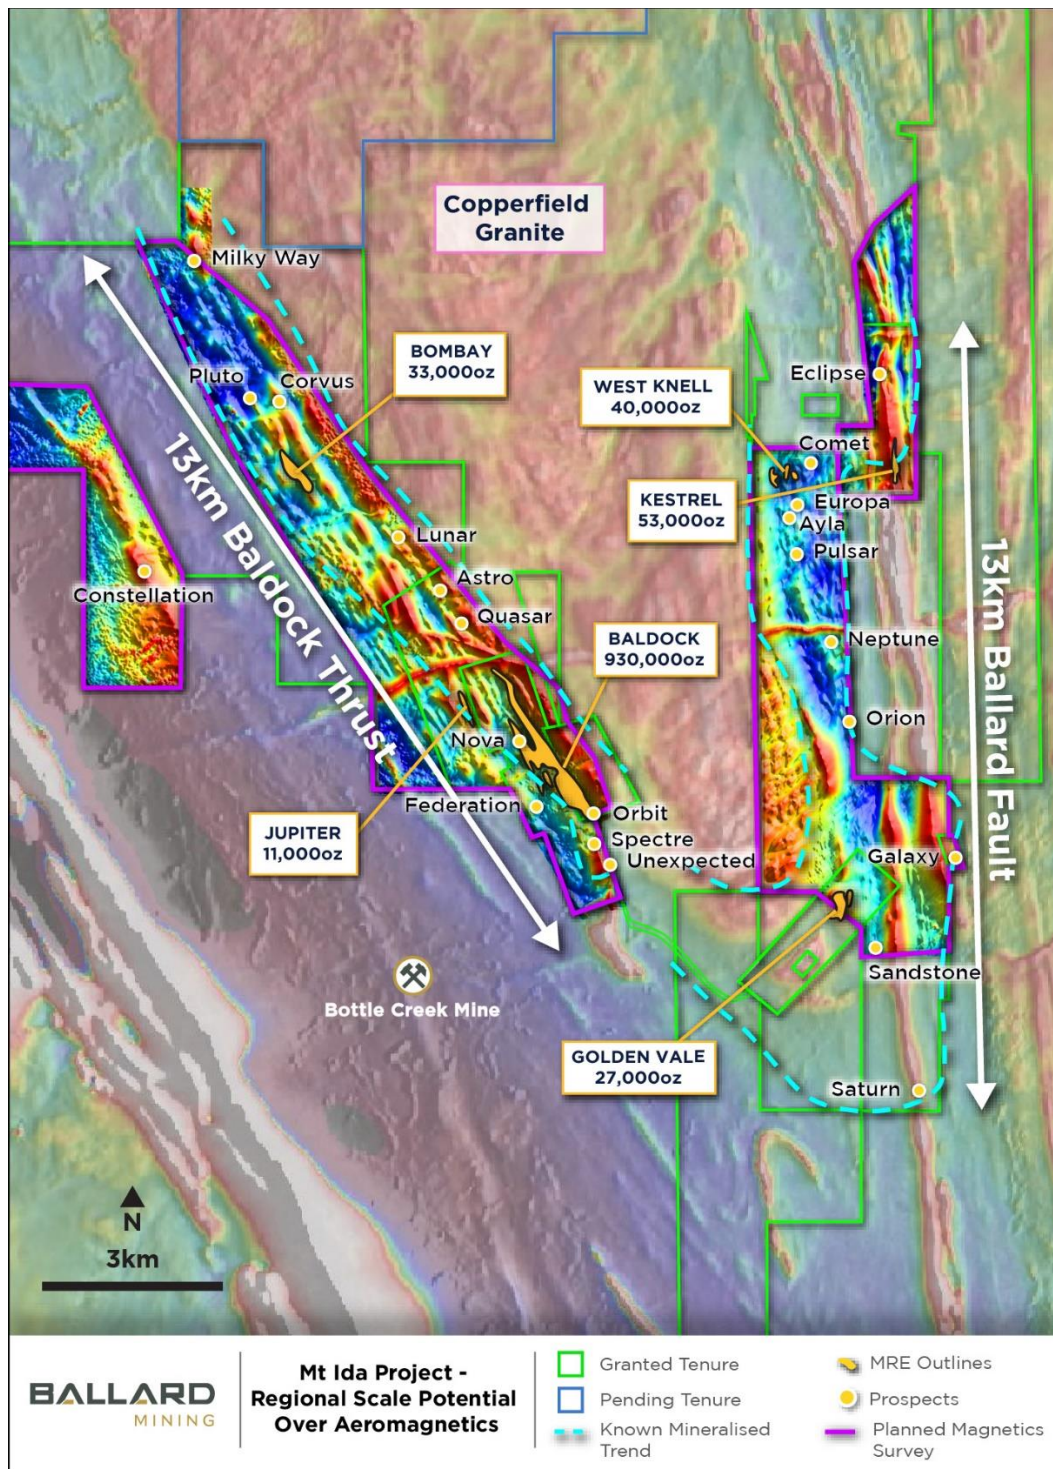 Copperfield
Granite
Milky Way
BOMBAY
33,000oz
Pluto
Corvus
Eclipse
WEST KNELL
40,000oz
Comet
KESTREL
53,000oz
Europa
Ayla
Pulsar
13km Baldock Thrust
Lunar
Astro
Constellation
Quasar
BALDOCK
930,000oz
Neptune
13km Ballard Fault
Orion
Nova
Federation
Orbit
JUPITER
11,000oz
Spectre
Unexpected
Galaxy
Sandstone
Bottle Creek Mine
GOLDEN VALE
27,000oz
Saturn
N
3km
BALLARD
MINING
Mt Ida Project -
Regional Scale Potential
Over Aeromagnetics
Granted Tenure
Pending Tenure
Known Mineralised
Trend
MRE Outlines
Prospects
Planned Magnetics
Survey